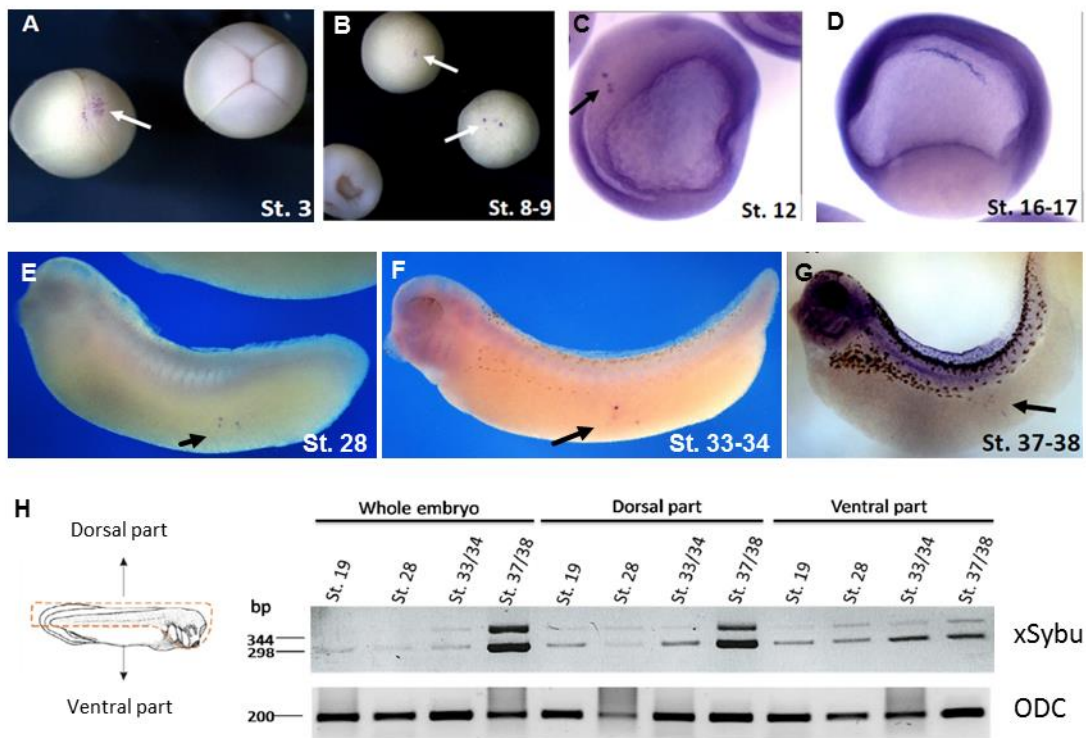 A
St. 3
B
St. 8-9
C
St. 12
D
St. 16-17
E
St. 28
F
St. 33-34
G
St. 37-38
H
Dorsal part
Ventral part
Whole embryo Dorsal part Ventral part
St. 19 St. 28 St. 33/34 St. 37/38 St. 19 St. 28 St. 33/34 St. 37/38 St. 19 St. 28 St. 33/34 St. 37/38
bp
344
298
xSybu
200
ODC